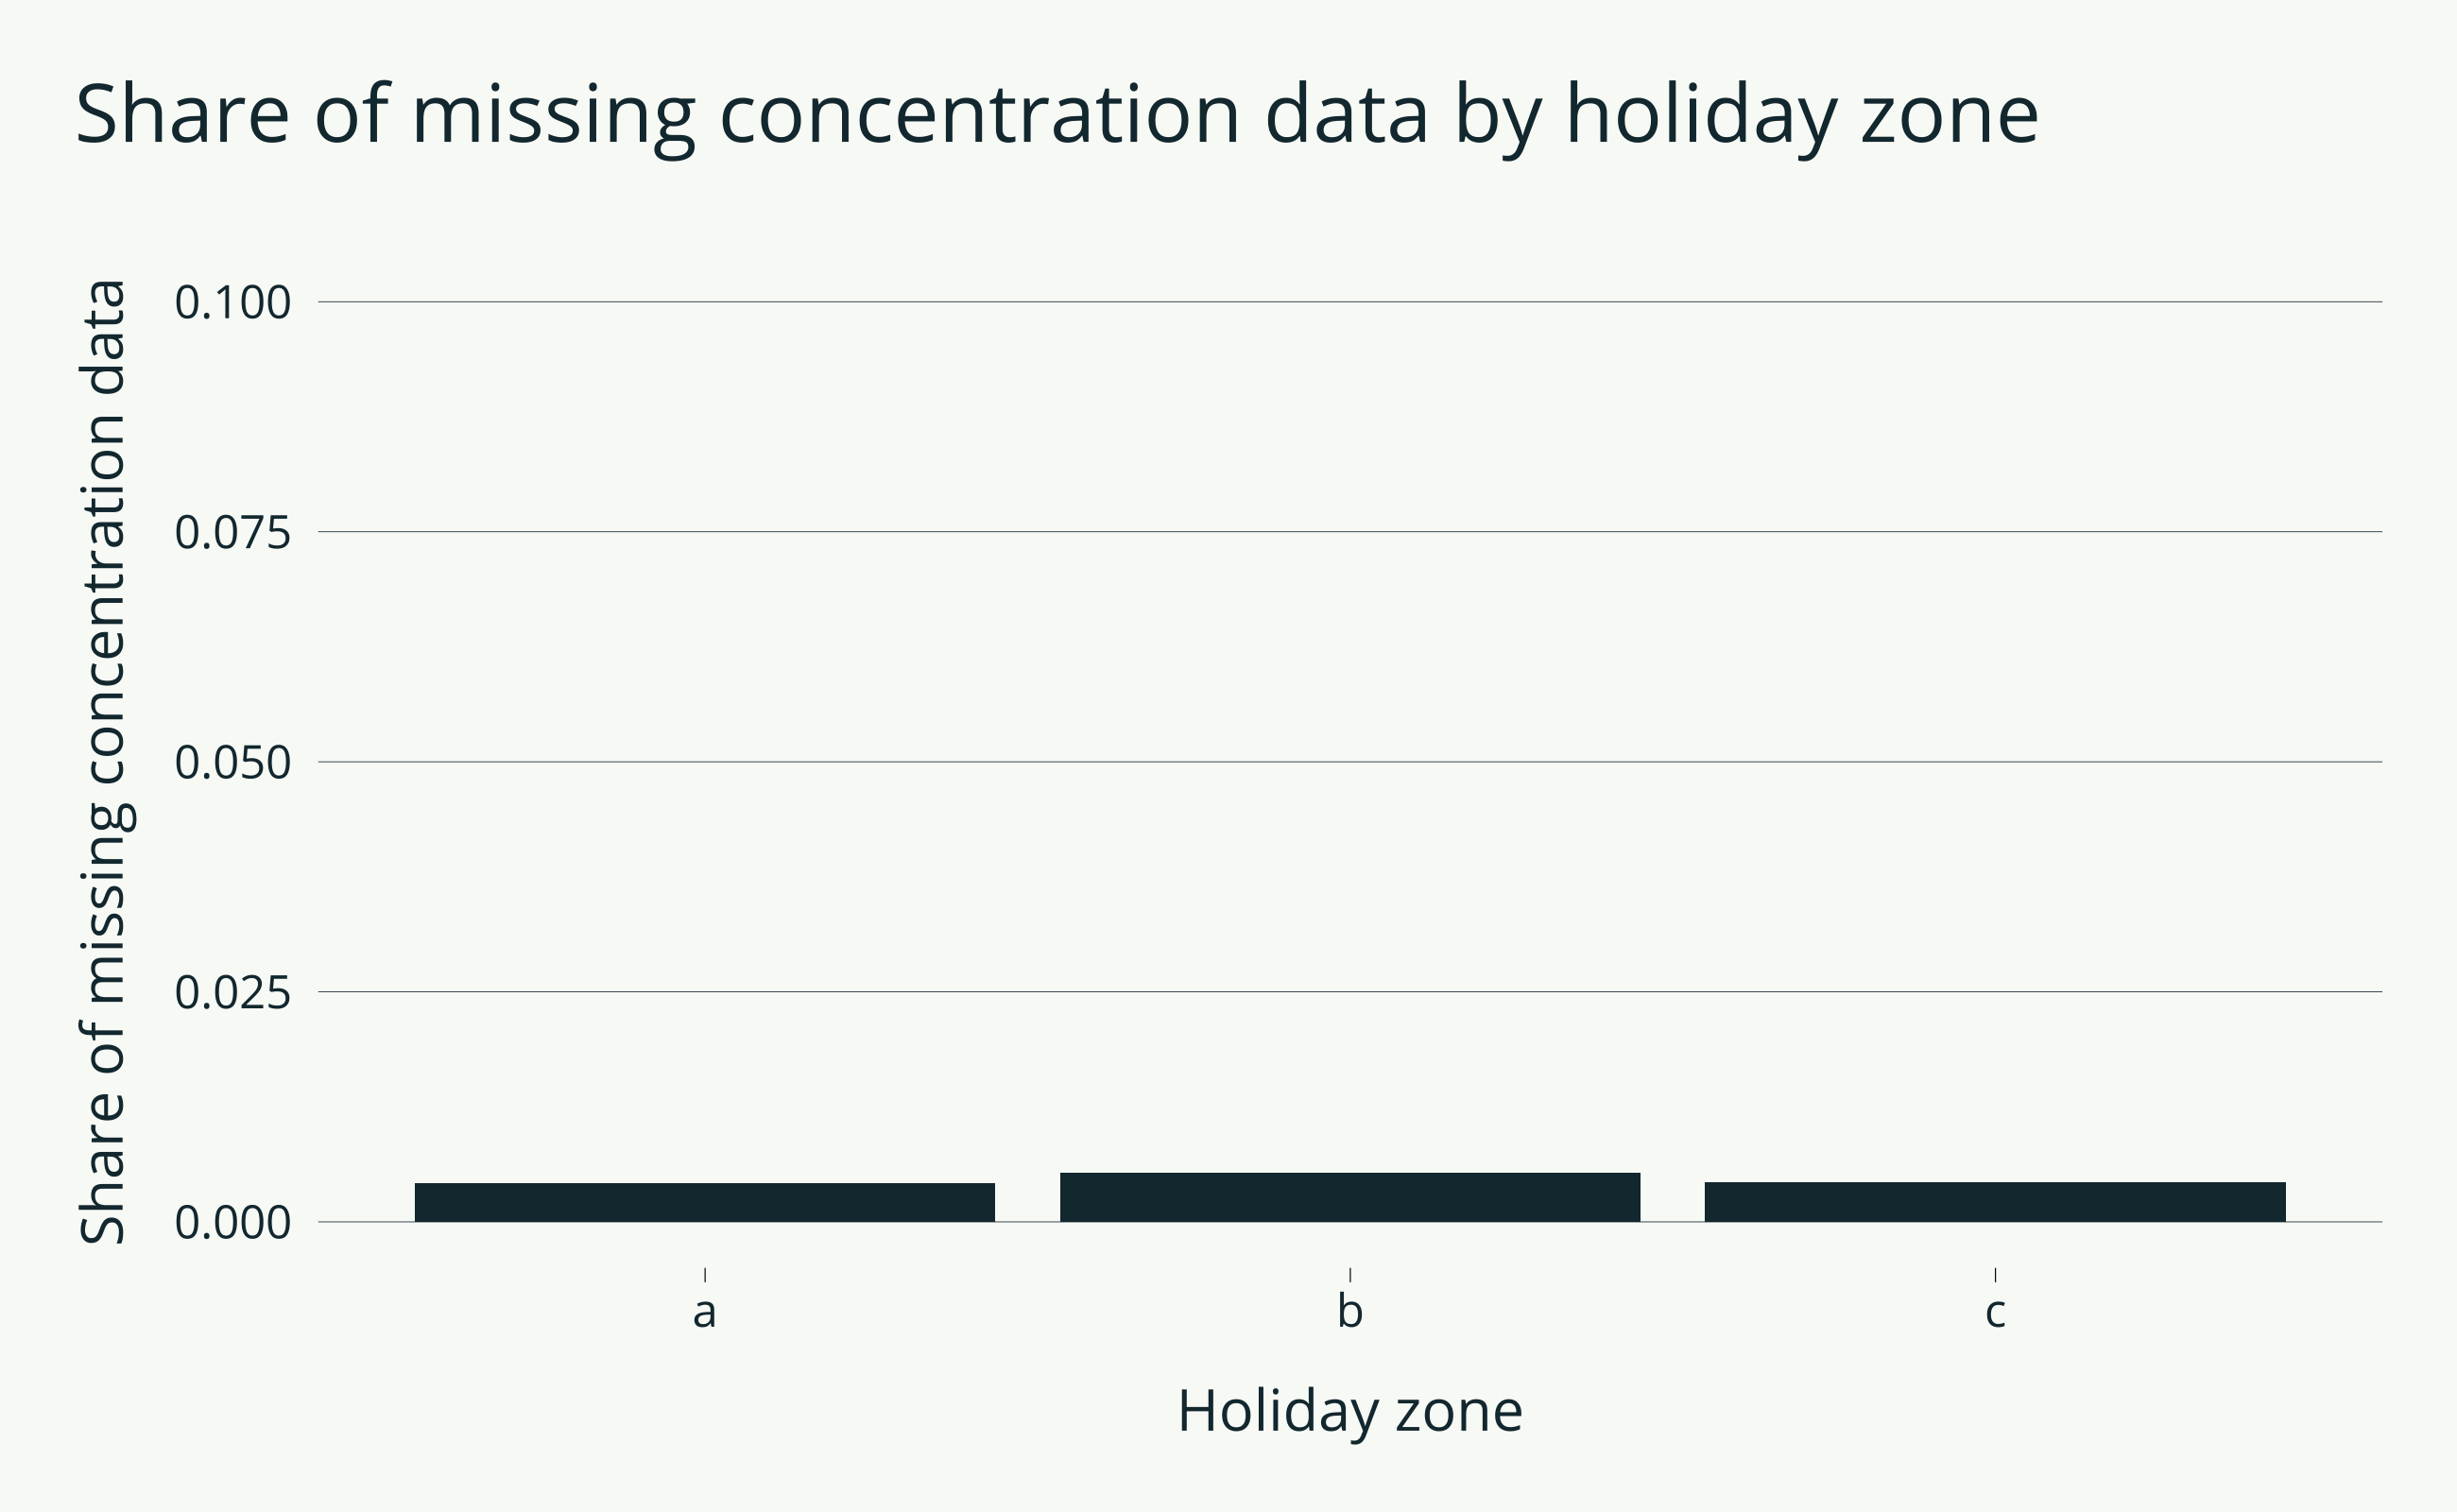 Share of missing concentration data by holiday zone
Share of missing concentration data
0.100
0.075
0.050
0.025
0.000
a
b
c
Holiday zone